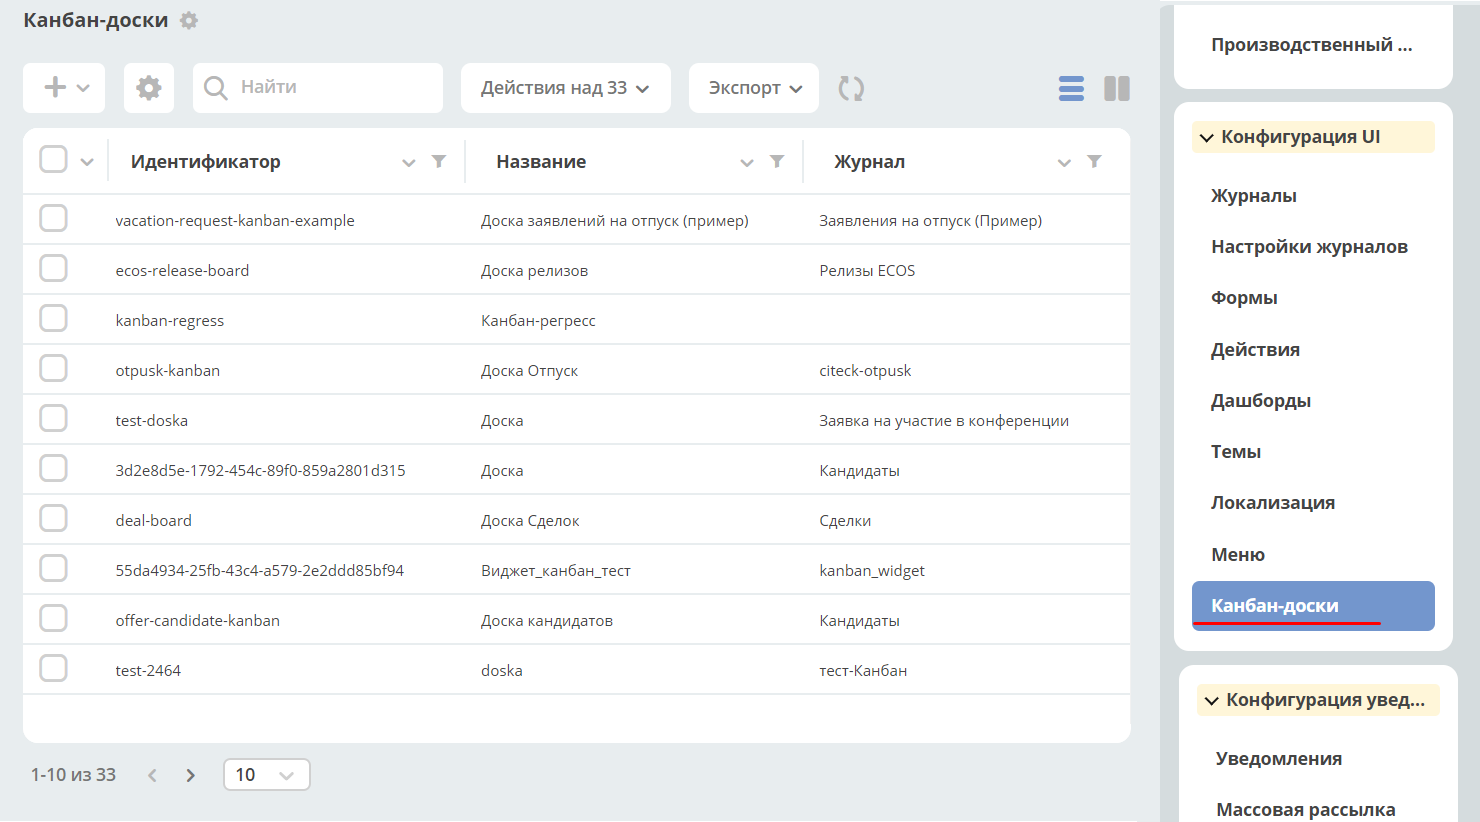 Канбан-доски
Найти
Действия над 33
Экспорт
Идентификатор Название Журнал
vacation-request-kanban-example Доска заявлений на отпуск (пример) Заявления на отпуск (Пример)
ecos-release-board Доска релизов Релизы ECOS
kanban-regress Канбан-регресс
otpusk-kanban Доска Отпуск citeck-otpusk
test-doska Доска Заявка на участие в конференции
3d2e8d5e-1792-454c-89f0-859a2801d315 Доска Кандидаты
deal-board Доска Сделок Сделки
55da4934-25fb-43c4-a579-2e2ddd85bf94 Виджет_канбан_тест kanban_widget
offer-candidate-kanban Доска кандидатов Кандидаты
test-2464 doska тест-Канбан
1-10 из 33
10
Производственный ...
Конфигурация UI
Журналы
Настройки журналов
Формы
Действия
Дашборды
Темы
Локализация
Меню
Канбан-доски
Конфигурация увед...
Уведомления
Массовая рассылка